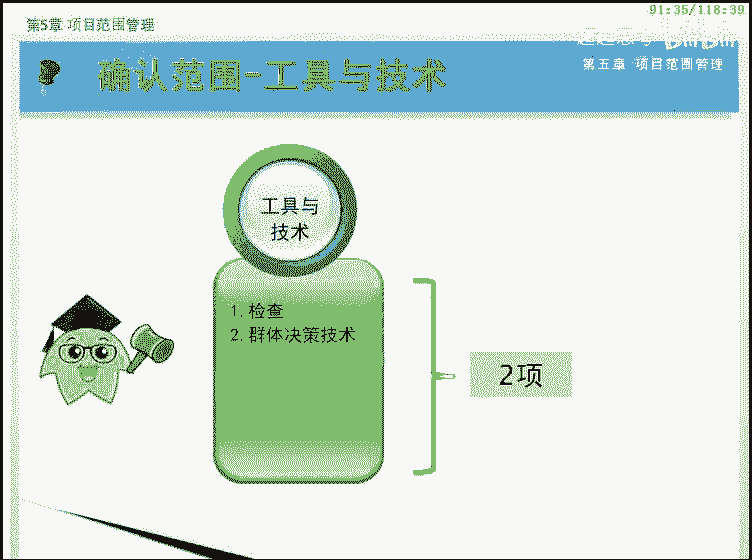 91:35/118:39
第5章 项目范围管理
确认范围-工具与技术
第五章 项目范围管理
工具与
技术
1. 检查
2. 群体决策技术
2项